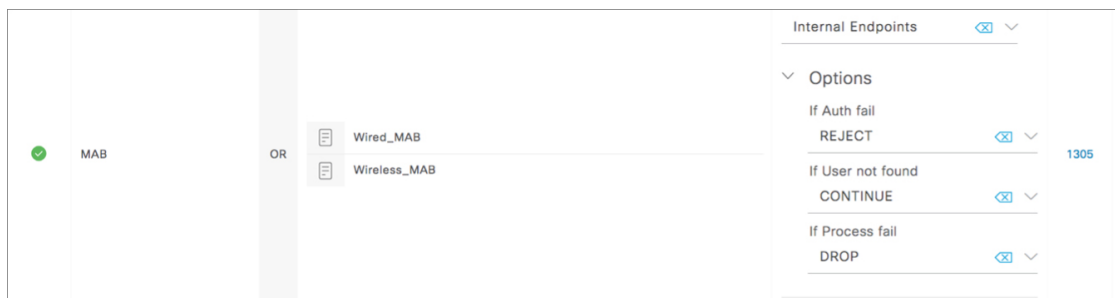 Internal Endpoints
Options
If Auth fail
REJECT
MAB
OR
Wired_MAB
Wireless_MAB
1305
If User not found
CONTINUE
If Process fail
DROP